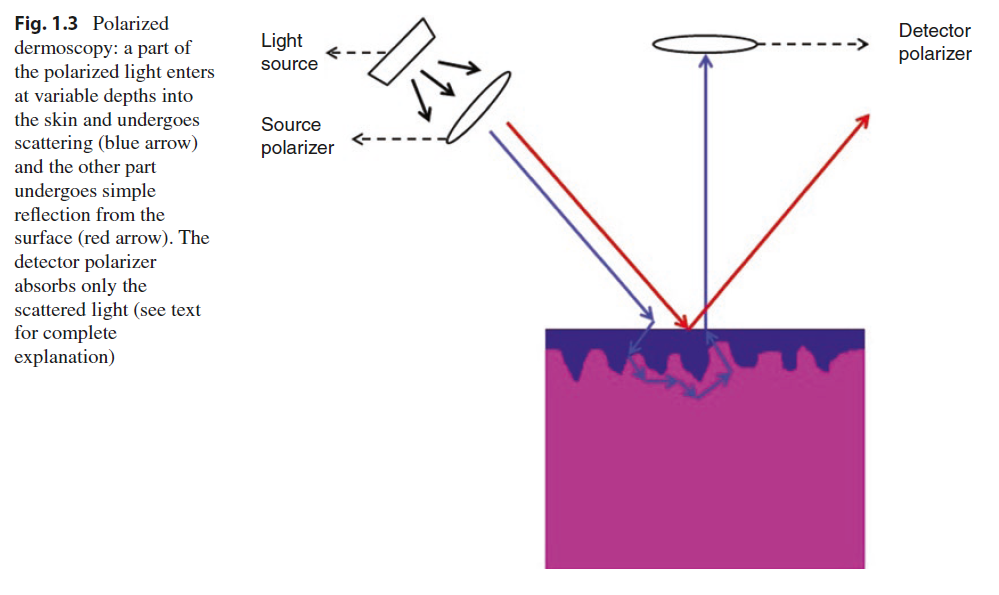 Fig. 1.3 Polarized
dermoscopy: a part of
the polarized light enters
at variable depths into
the skin and undergoes
scattering (blue arrow)
and the other part
undergoes simple
reflection from the
surface (red arrow). The
detector polarizer
absorbs only the
scattered light (see text
for complete
explanation)
Light
source
Source
polarizer
Detector
polarizer